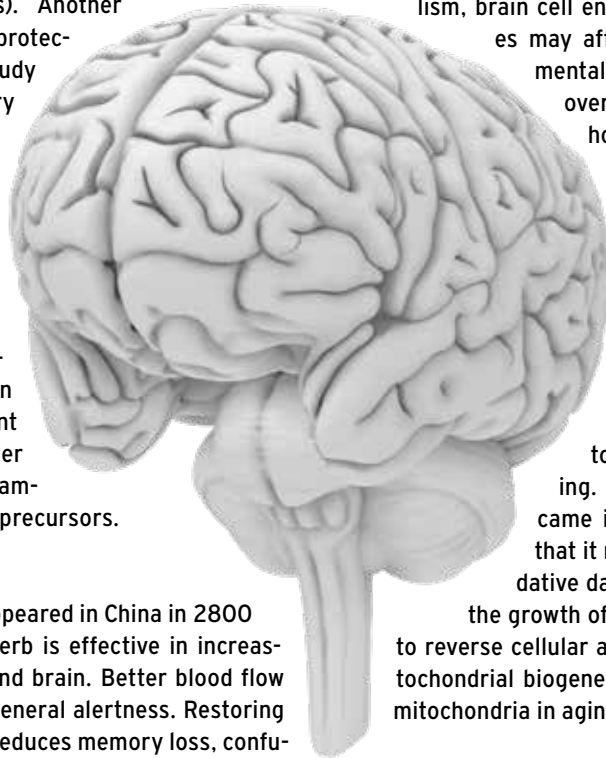 s). Another
protec-
udy
ry
r
n
nt
er
am-
precursors.
ppeared in China in 2800
erb is effective in increas-
nd brain. Better blood flow
eneral alertness. Restoring
educes memory loss, confu-
lism, brain cell en
es may aff
mental
over
ho
to
ing.
came i
that it r
dative da
the growth of
to reverse cellular a
tochondrial biogene
mitochondria in agin